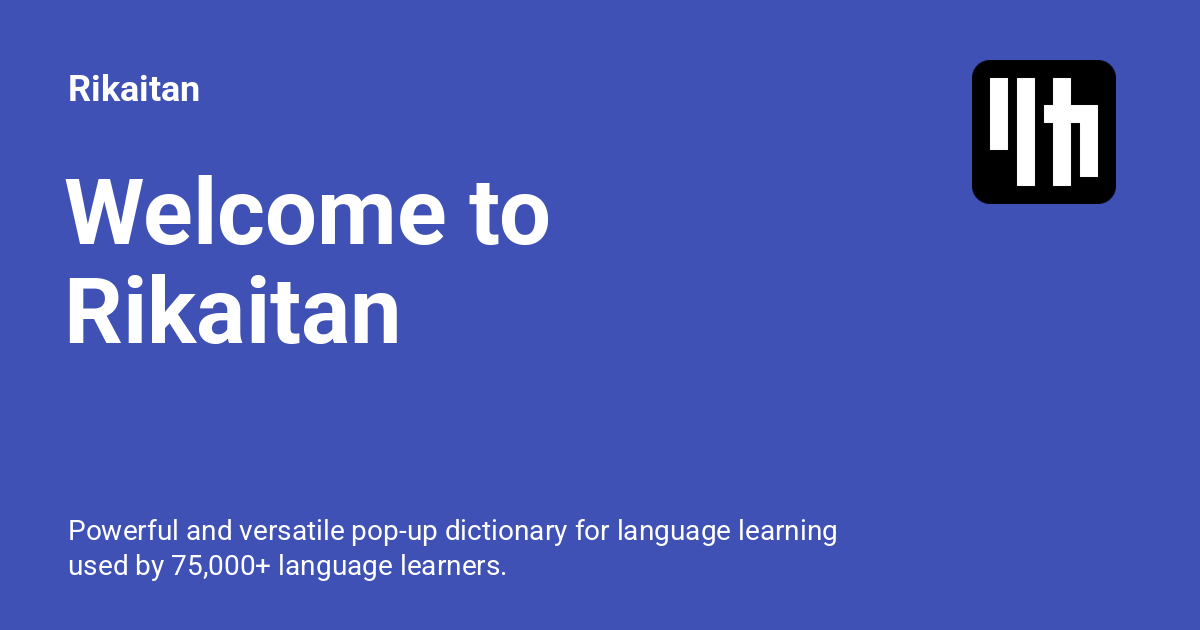 Rikaitan
Welcome to
Rikaitan
Powerful and versatile pop-up dictionary for language learning
used by 75,000+ language learners.